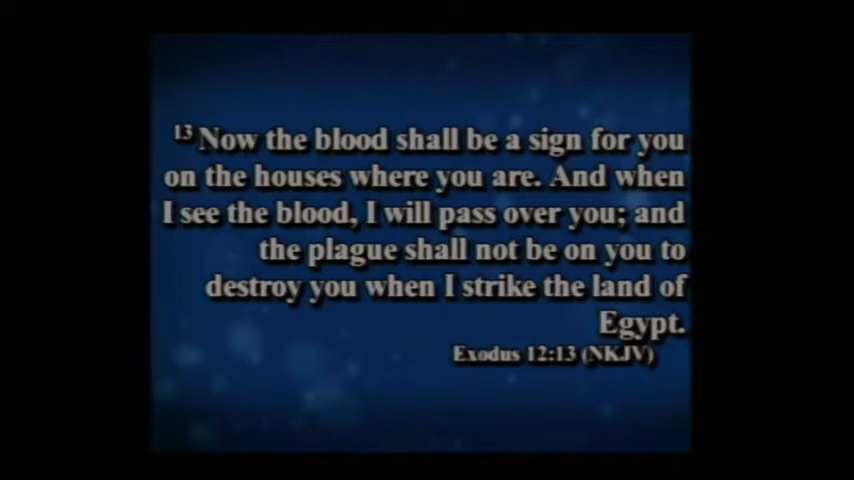 13 Now the blood shall be a sign for you
on the houses where you are. And when
I see the blood, I will pass over you; and
the plague shall not be on you to
destroy you when I strike the land of
Egypt.
Exodus 12:13 (NKJV)